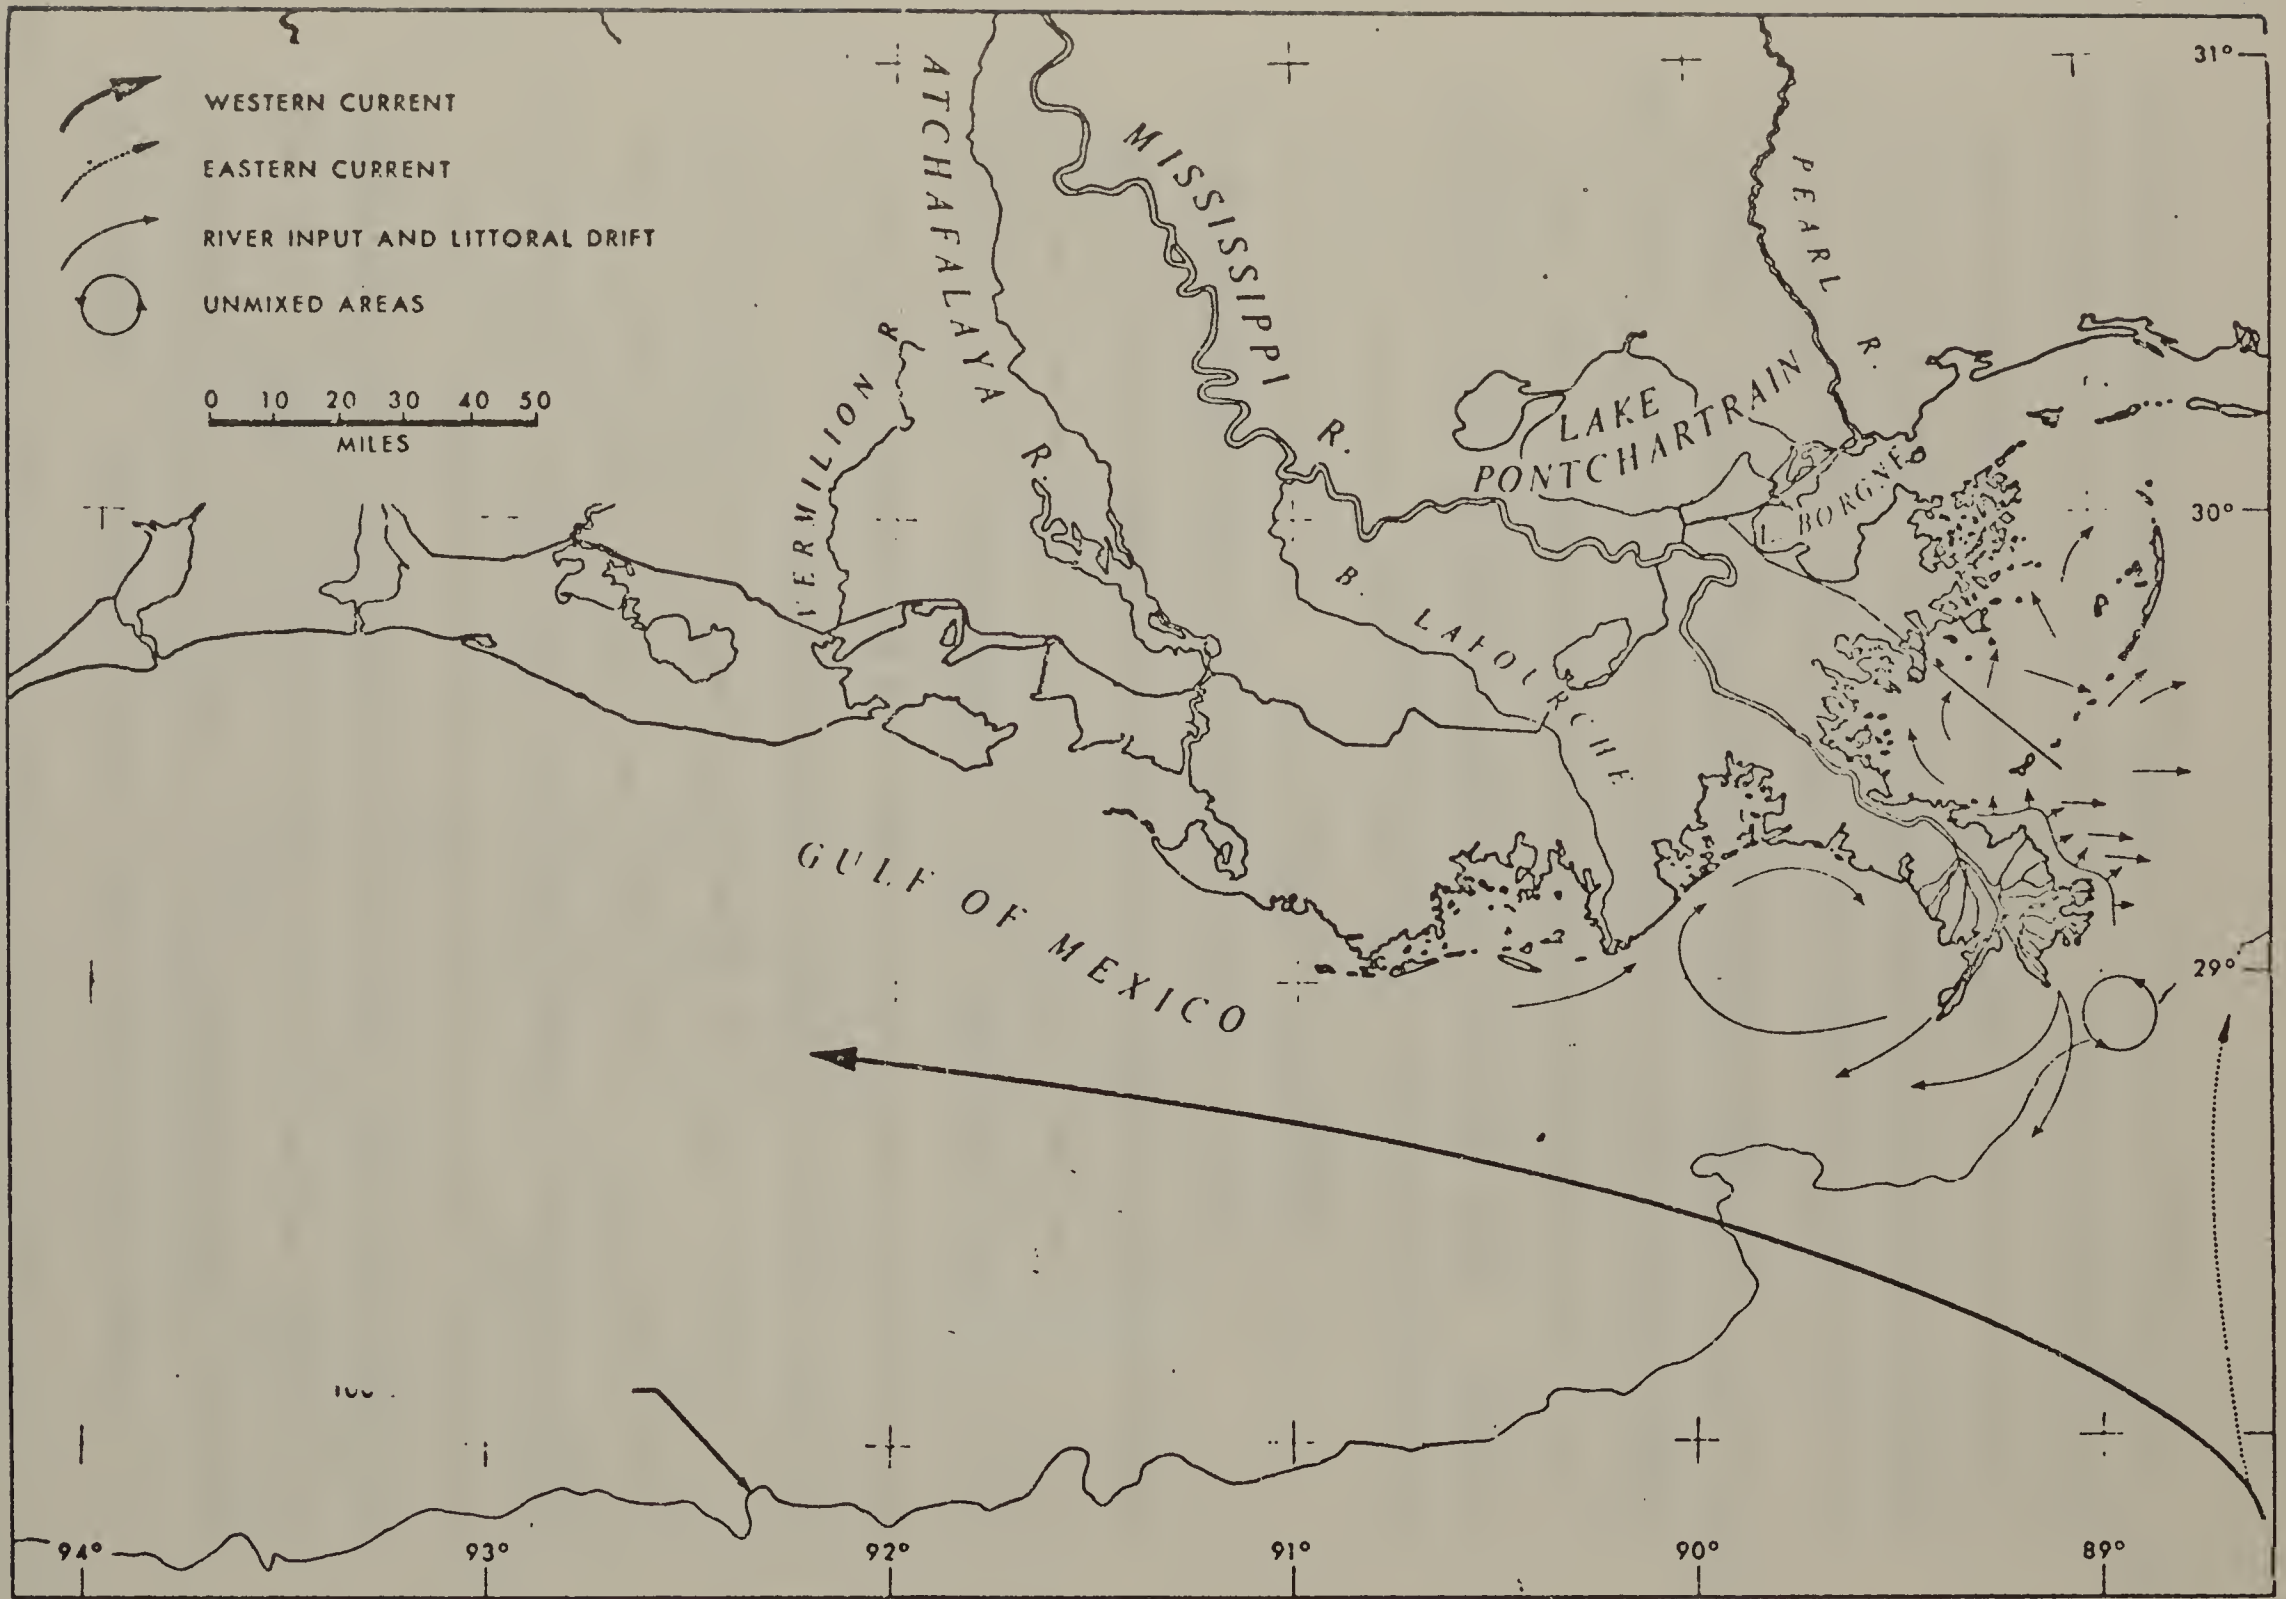 31°
WESTERN CURRENT
EASTERN CURRENT
RIVER INPUT AND LITTORAL DRIFT
UNMIXED AREAS
0 10 20 30 40 50
MILES
ATCHAFALAYA R.
MISSISSIPPI R.
PEARL R.
VERMILION R
LAKE
PONTCHARTRAIN
L. BORGNE
30°
B. LAFOURCHE
GULF OF MEXICO
29°
94° 93° 92° 91° 90° 89°